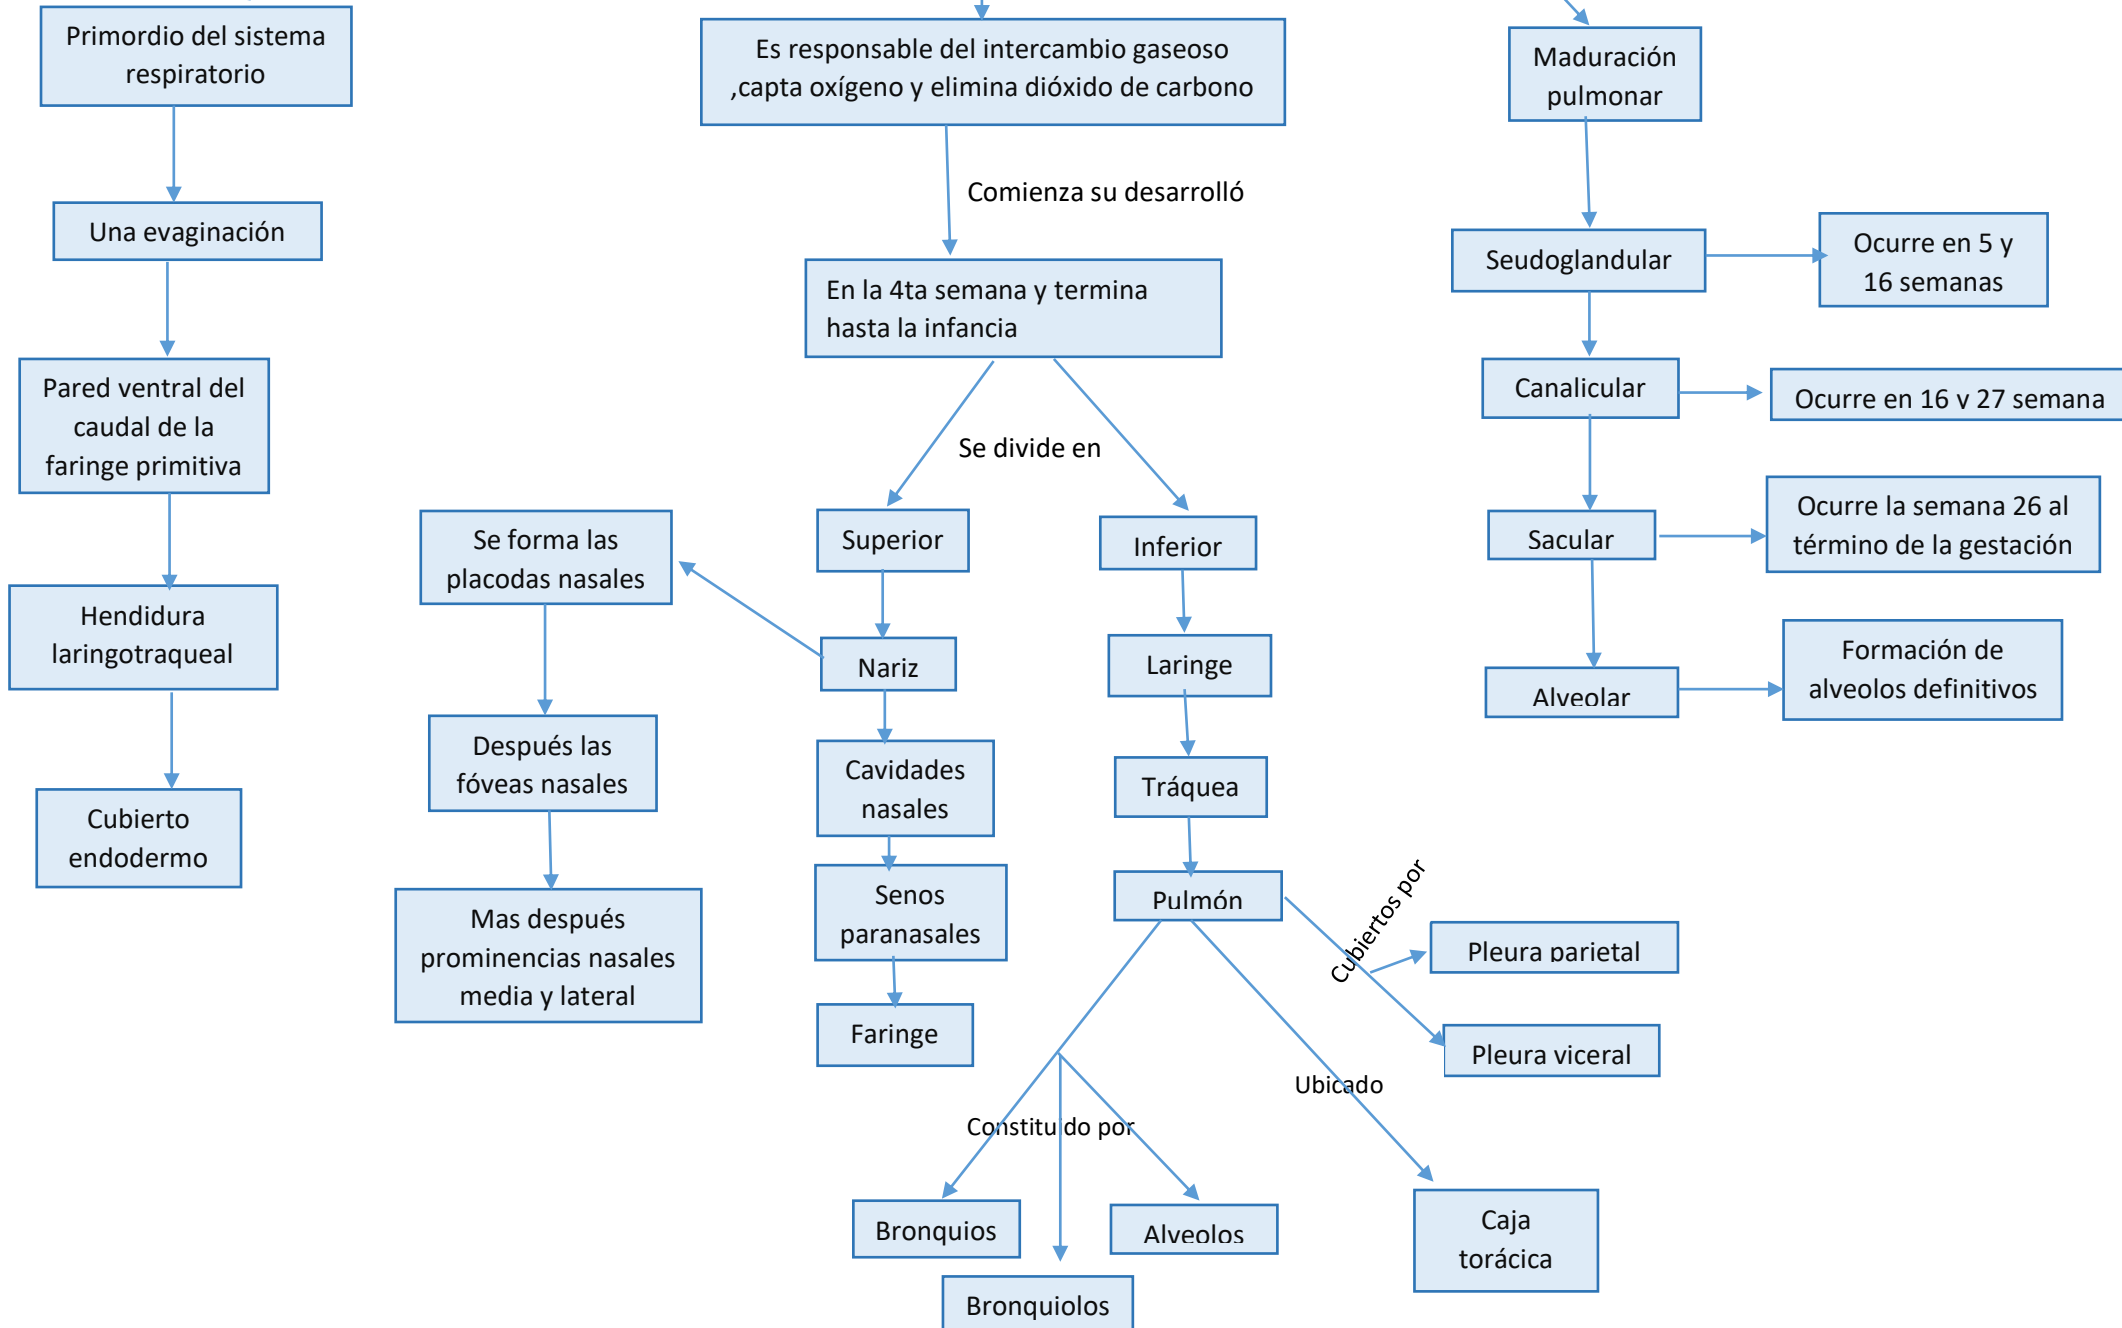 Primordio del sistema
respiratorio
Una evaginación
Pared ventral del
caudal de la
faringe primitiva
Hendidura
laringotraqueal
Cubierto
endodermo
Es responsable del intercambio gaseoso
,capta oxígeno y elimina dióxido de carbono
Comienza su desarrolló
En la 4ta semana y termina
hasta la infancia
Se divide en
Superior
Inferior
Se forma las
placodas nasales
Después las
fóveas nasales
Mas después
prominencias nasales
media y lateral
Nariz
Cavidades
nasales
Senos
paranasales
Faringe
Laringe
Tráquea
Pulmón
Cubiertos por
Pleura parietal
Pleura viceral
Ubicado
Caja
torácica
Constituido por
Bronquios
Bronquiolos
Alveolos
Maduración
pulmonar
Seudoglandular
Ocurre en 5 y
16 semanas
Canalicular
Ocurre en 16 y 27 semana
Sacular
Ocurre la semana 26 al
término de la gestación
Alveolar
Formación de
alveolos definitivos